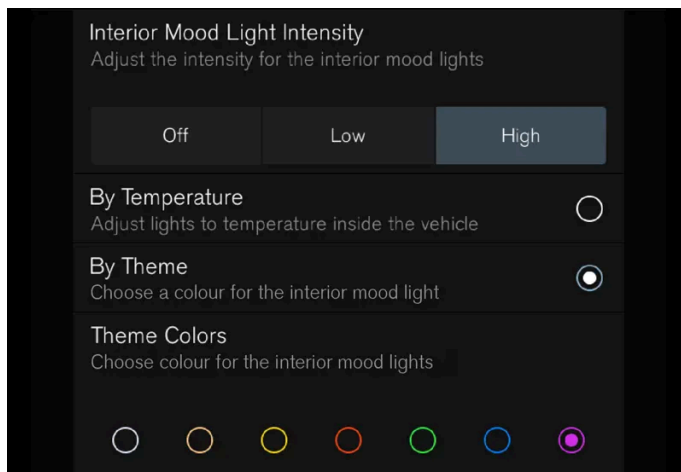 Interior Mood Light Intensity
Adjust the intensity for the interior mood lights
Off Low High
By Temperature
Adjust lights to temperature inside the vehicle
By Theme
Choose a colour for the interior mood light
Theme Colors
Choose colour for the interior mood lights